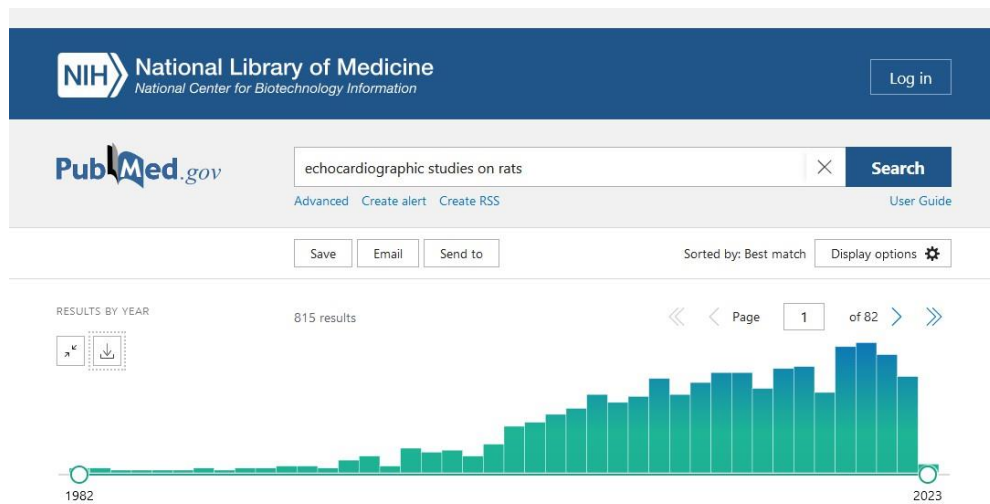 NIH National Library of Medicine
National Center for Biotechnology Information
Log in
PubMed.gov
echocardiographic studies on rats
Search
Advanced Create alert Create RSS
User Guide
Save Email Send to
Sorted by: Best match Display options
RESULTS BY YEAR
815 results
Page 1 of 82
1982
2023